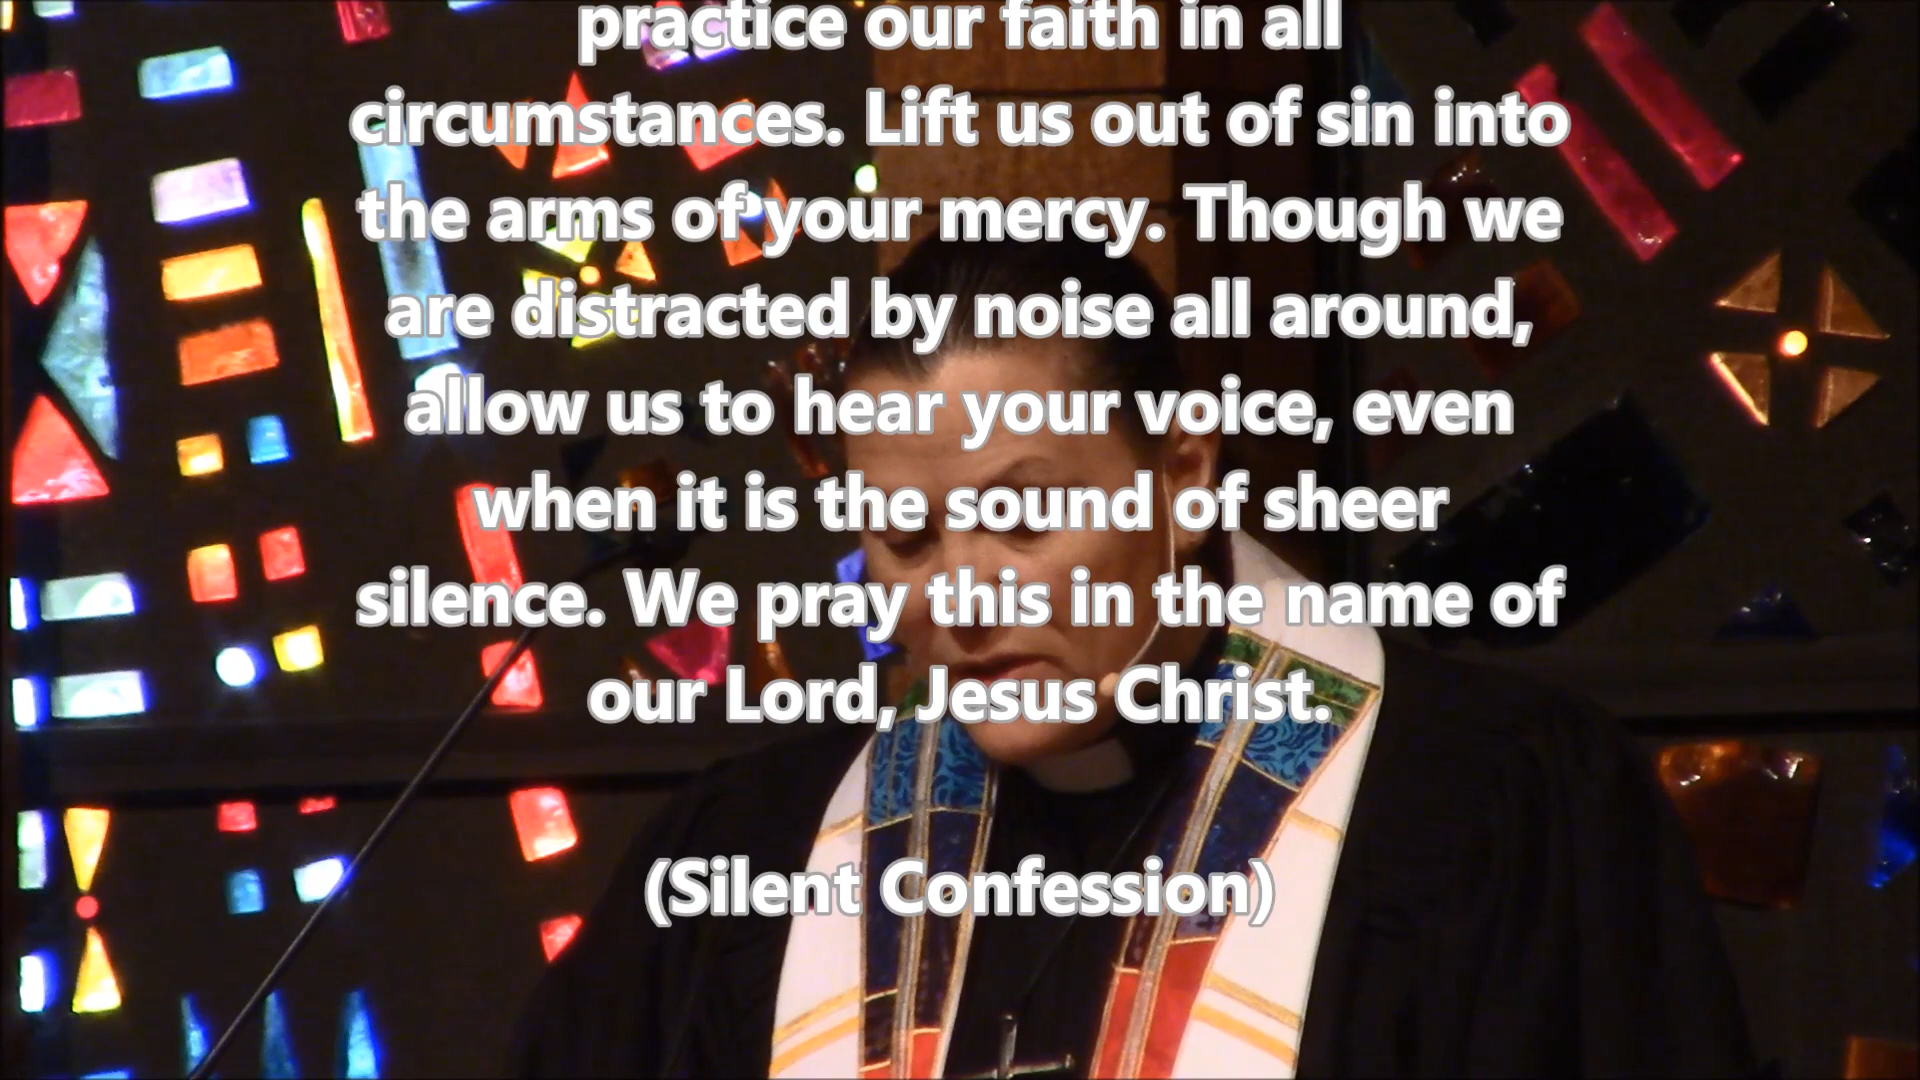 practice our faith in all
circumstances. Lift us out of sin into
the arms of your mercy. Though we
are distracted by noise all around,
allow us to hear your voice, even
when it is the sound of sheer
silence. We pray this in the name of
our Lord, Jesus Christ.
(Silent Confession)